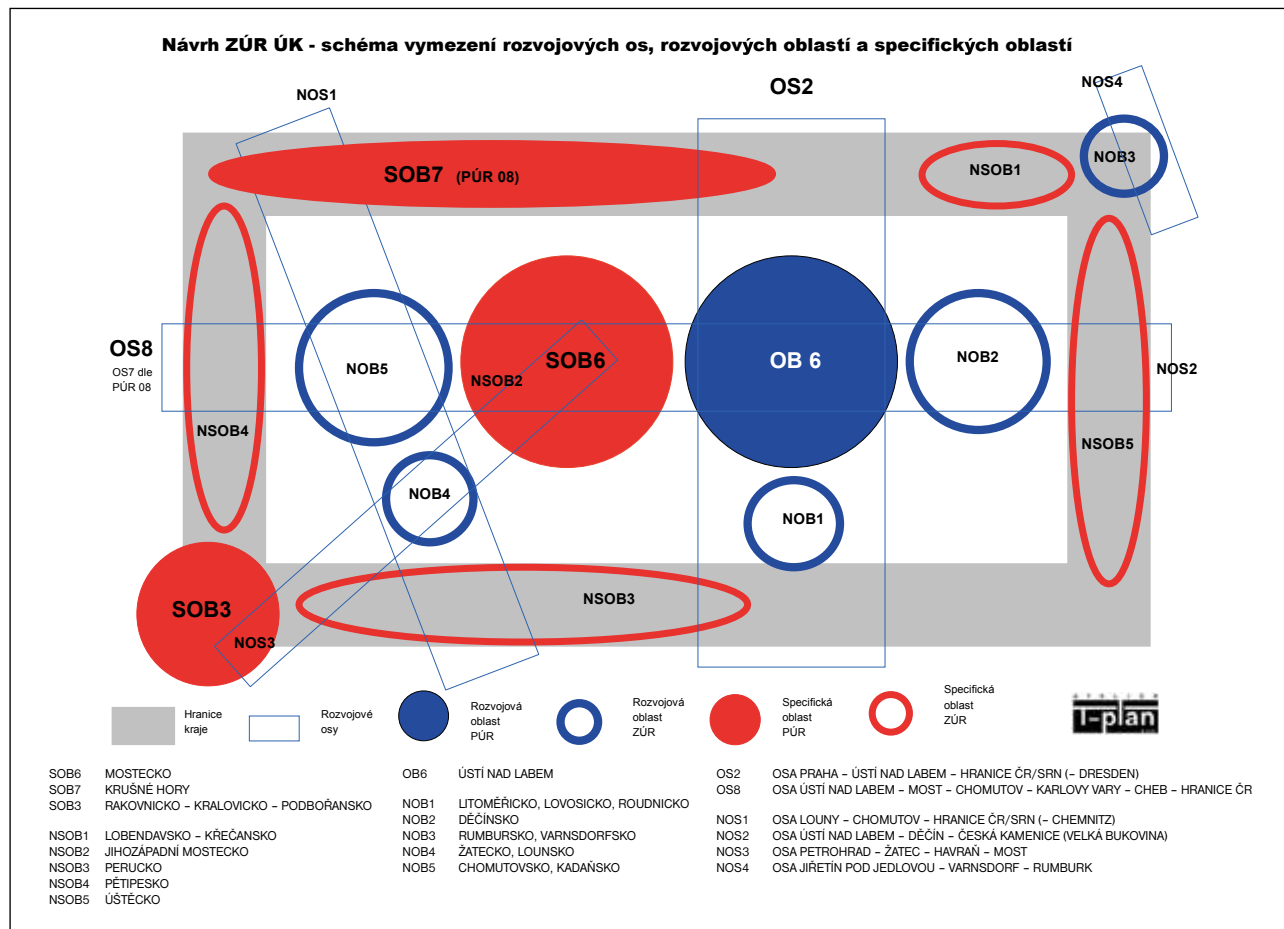 Návrh ZÚR ÚK - schéma vymezení rozvojových os, rozvojových oblastí a specifických oblastí
NOS1
OS2
NOS4
SOB7 (PÚR 08)
NSOB1
NOB3
OS8
OS7 dle
PÚR 08
NOB5
NSOB2
SOB6
OB 6
NOB2
NOS2
NSOB4
NOB4
NOB1
NSOB5
SOB3
NOS3
NSOB3
Hranice
kraje
Rozvojové
osy
Rozvojová
oblast
PÚR
Rozvojová
oblast
ZÚR
Specifická
oblast
PÚR
Specifická
oblast
ZÚR
T-plan
SOB6 MOSTECKO
SOB7 KRUŠNÉ HORY
SOB3 RAKOVNICKO – KRALOVICKO – PODBOŘANSKO
NSOB1 LOBENDAVSKO – KŘEČANSKO
NSOB2 JIHOZÁPADNÍ MOSTECKO
NSOB3 PERUCKO
NSOB4 PĚTIPESKO
NSOB5 ÚŠTĚCKO
OB6 ÚSTÍ NAD LABEM
NOB1 LITOMĚŘICKO, LOVOSICKO, ROUDNICKO
NOB2 DĚČÍNSKO
NOB3 RUMBURSKO, VARNSDORFSKO
NOB4 ŽATECKO, LOUNSKO
NOB5 CHOMUTOVSKO, KADAŇSKO
OS2 OSA PRAHA – ÚSTÍ NAD LABEM – HRANICE ČR/SRN (– DRESDEN)
OS8 OSA ÚSTÍ NAD LABEM – MOST – CHOMUTOV – KARLOVY VARY – CHEB – HRANICE ČR
NOS1 OSA LOUNY – CHOMUTOV – HRANICE ČR/SRN (– CHEMNITZ)
NOS2 OSA ÚSTÍ NAD LABEM – DĚČÍN – ČESKÁ KAMENICE (VELKÁ BUKOVINA)
NOS3 OSA PETROHRAD – ŽATEC – HAVRAŇ – MOST
NOS4 OSA JIŘETÍN POD JEDLOVOU – VARNSDORF – RUMBURK